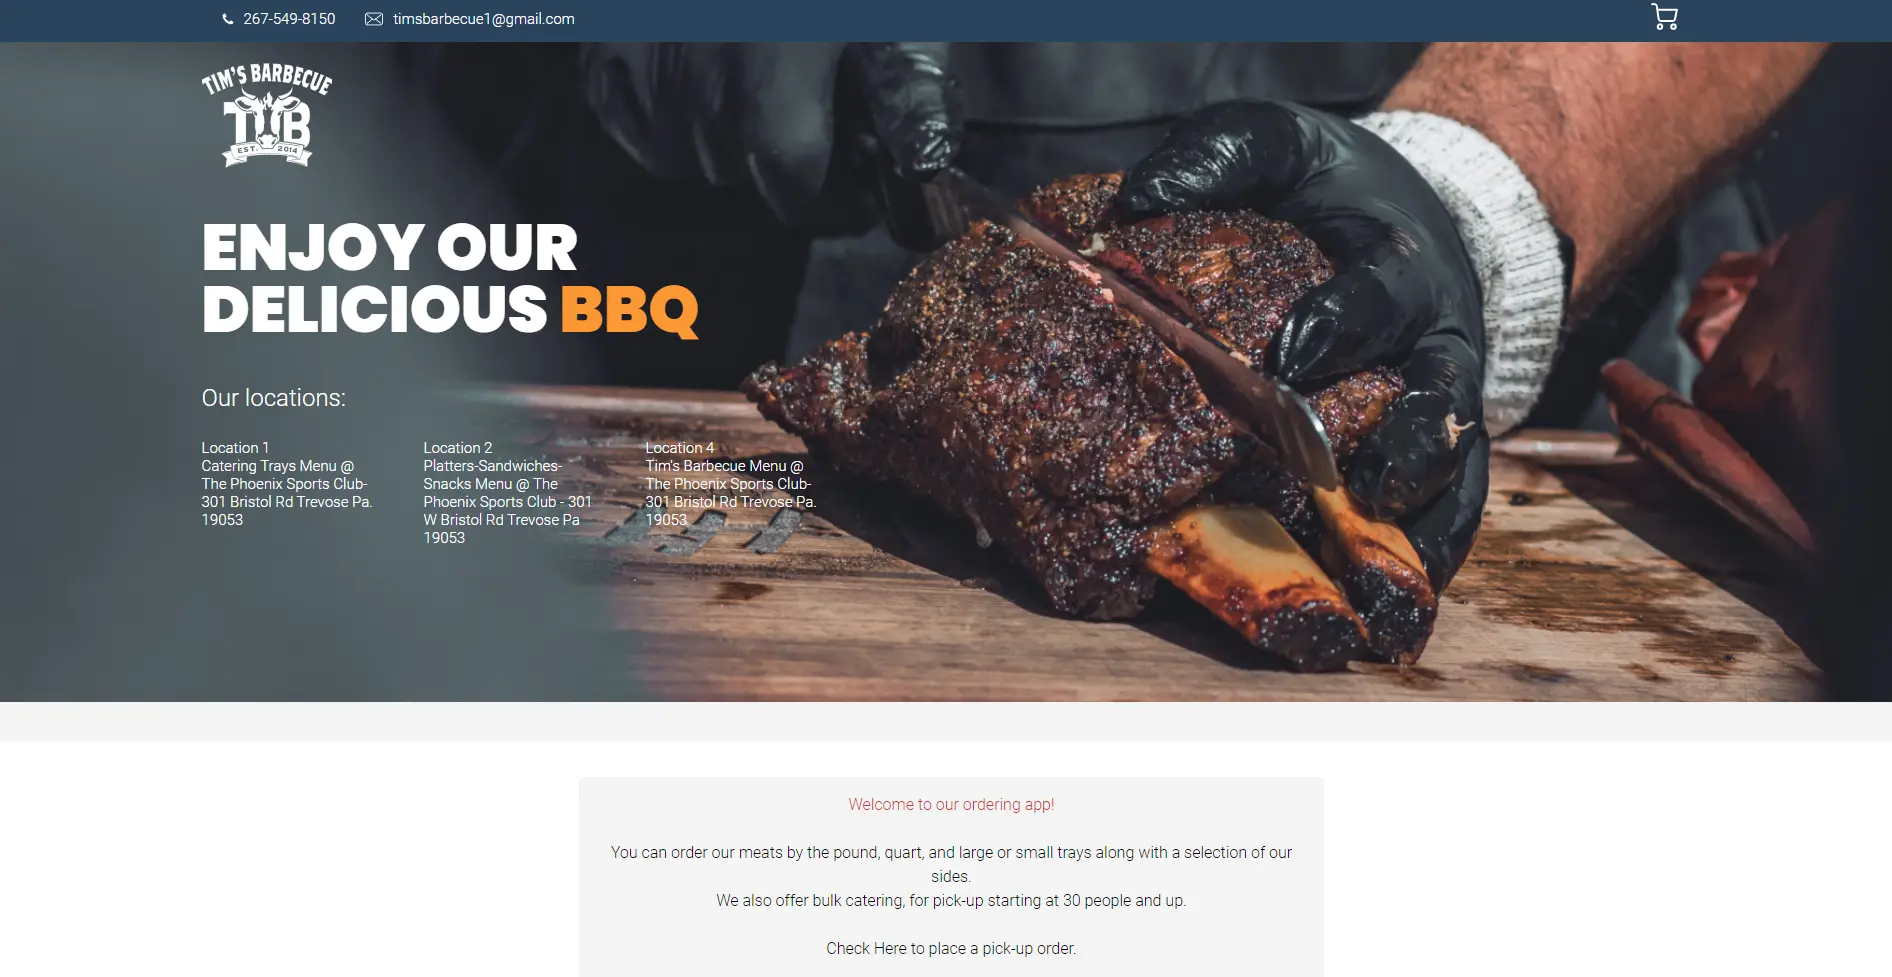 267-549-8150
timsbarbecue1@gmail.com
TIM'S BARBECUE
TB
EST. 2014
ENJOY OUR
DELICIOUS BBQ
Our locations:
Location 1
Catering Trays Menu @
The Phoenix Sports Club-
301 Bristol Rd Trevose Pa.
19053
Location 2
Platters-Sandwiches-
Snacks Menu @ The
Phoenix Sports Club - 301
W Bristol Rd Trevose Pa
19053
Location 4
Tim's Barbecue Menu @
The Phoenix Sports Club-
301 Bristol Rd Trevose Pa.
19053
Welcome to our ordering app!
You can order our meats by the pound, quart, and large or small trays along with a selection of our
sides.
We also offer bulk catering, for pick-up starting at 30 people and up.
Check Here to place a pick-up order.